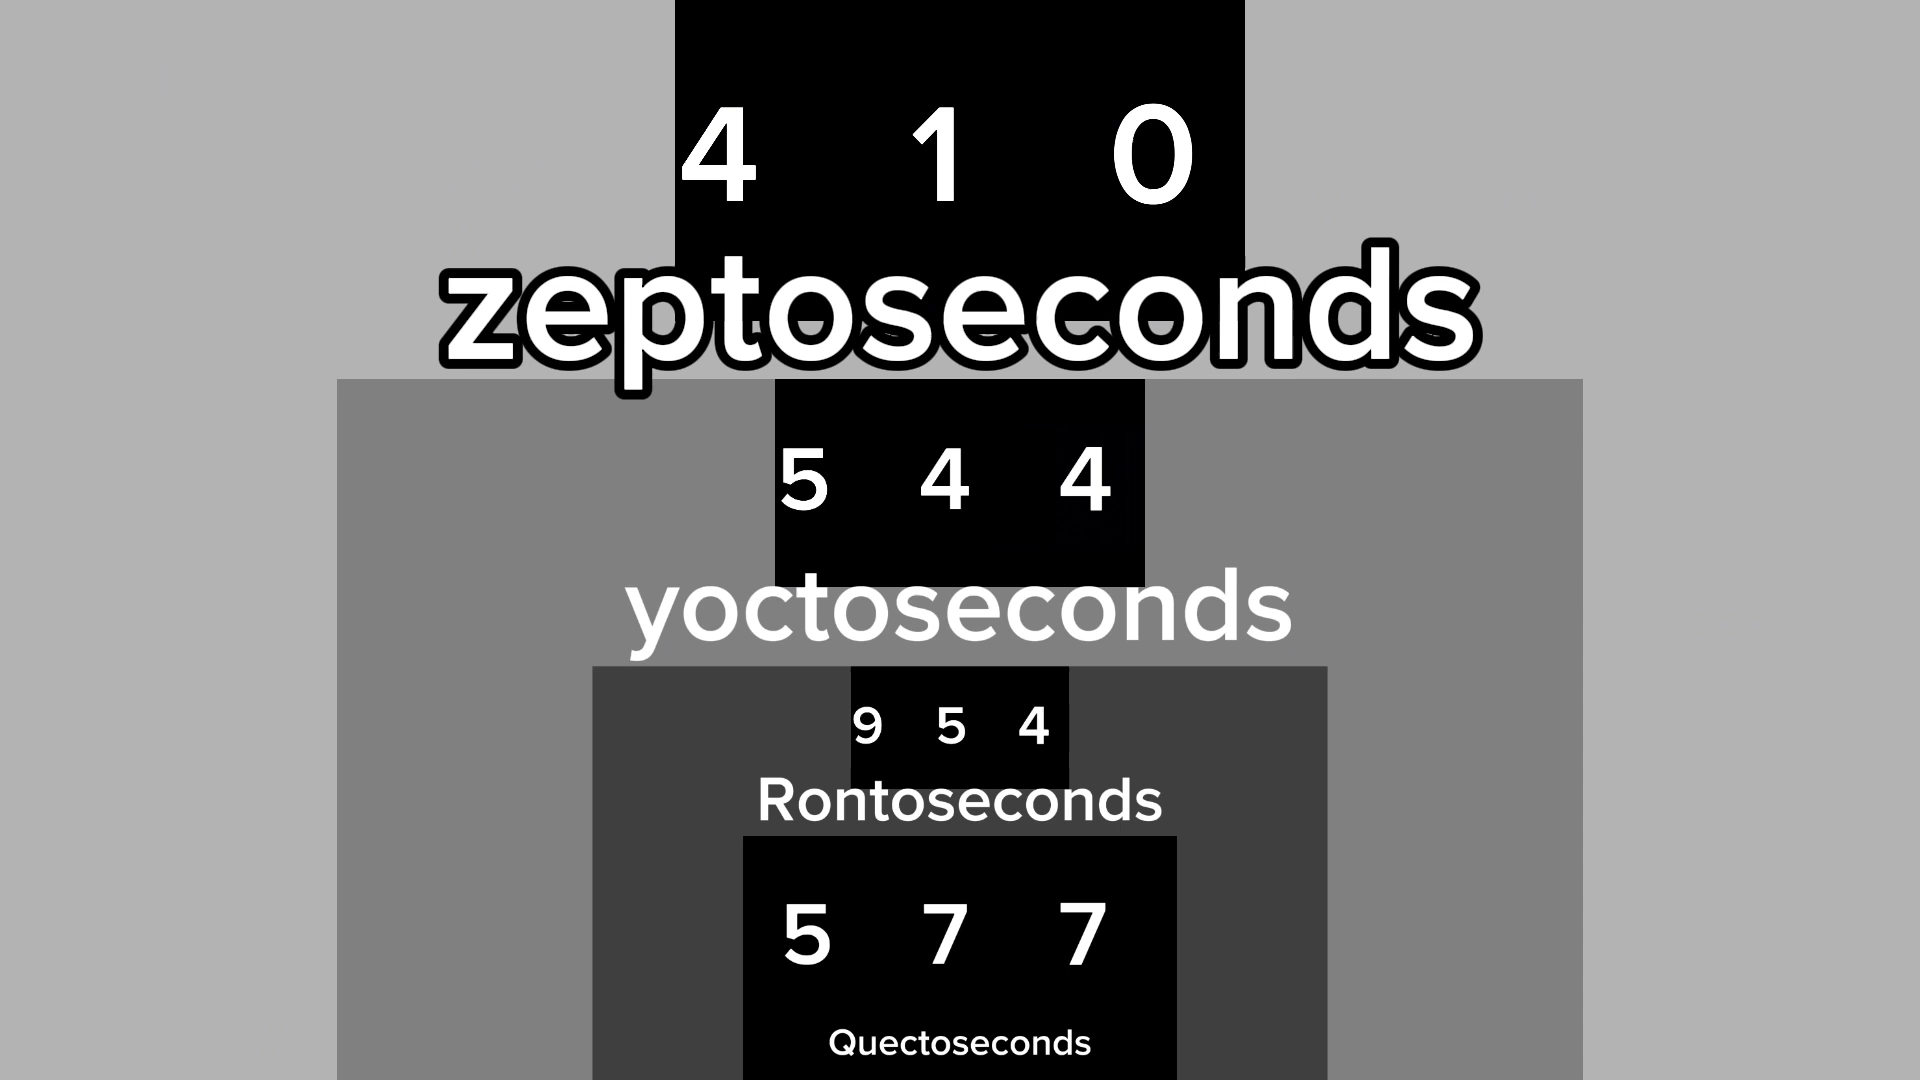 4 1 0
zeptoseconds
5 4 4
yoctoseconds
9 5 4
Rontoseconds
5 7 7
Quectoseconds